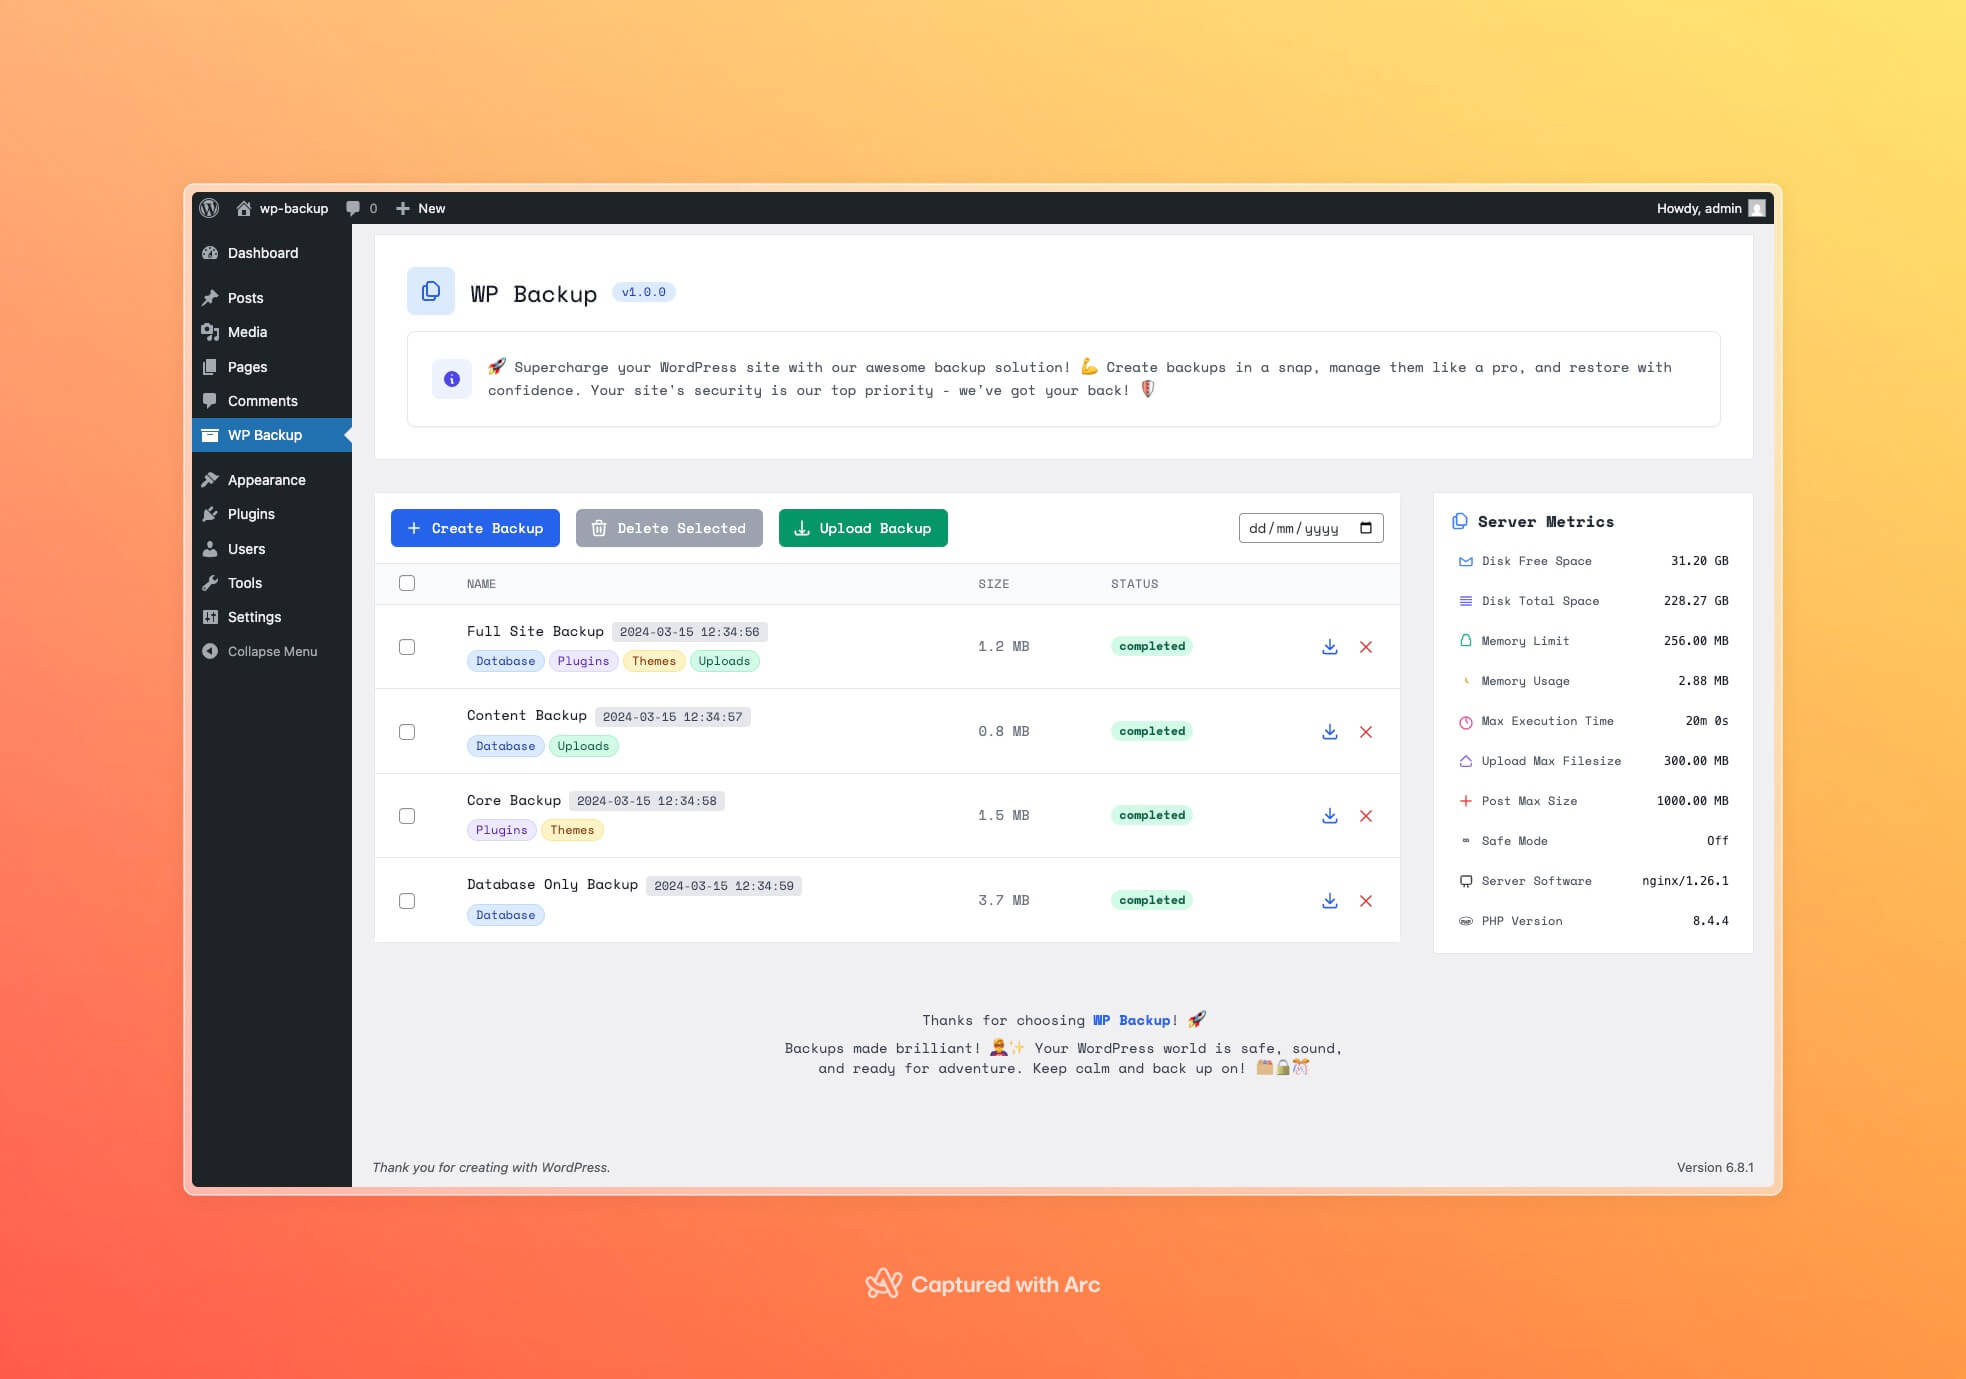 wp-backup 0 New Howdy, admin
Dashboard
Posts
Media
Pages
Comments
WP Backup
Appearance
Plugins
Users
Tools
Settings
Collapse Menu
WP Backup v1.0.0
🚀 Supercharge your WordPress site with our awesome backup solution! 💪 Create backups in a snap, manage them like a pro, and restore with
confidence. Your site's security is our top priority - we've got your back! 🛡️
Create Backup Delete Selected Upload Backup dd/mm/yyyy
NAME SIZE STATUS
Full Site Backup 2024-03-15 12:34:56
Database Plugins Themes Uploads
1.2 MB completed
Content Backup 2024-03-15 12:34:57
Database Uploads
0.8 MB completed
Core Backup 2024-03-15 12:34:58
Plugins Themes
1.5 MB completed
Database Only Backup 2024-03-15 12:34:59
Database
3.7 MB completed
Server Metrics
Disk Free Space 31.20 GB
Disk Total Space 228.27 GB
Memory Limit 256.00 MB
Memory Usage 2.88 MB
Max Execution Time 20m 0s
Upload Max Filesize 300.00 MB
Post Max Size 1000.00 MB
Safe Mode Off
Server Software nginx/1.26.1
PHP Version 8.4.4
Thanks for choosing WP Backup! 🚀
Backups made brilliant! 🦸✨ Your WordPress world is safe, sound,
and ready for adventure. Keep calm and back up on! 🗂️🔒🎊
Thank you for creating with WordPress. Version 6.8.1
Captured with Arc